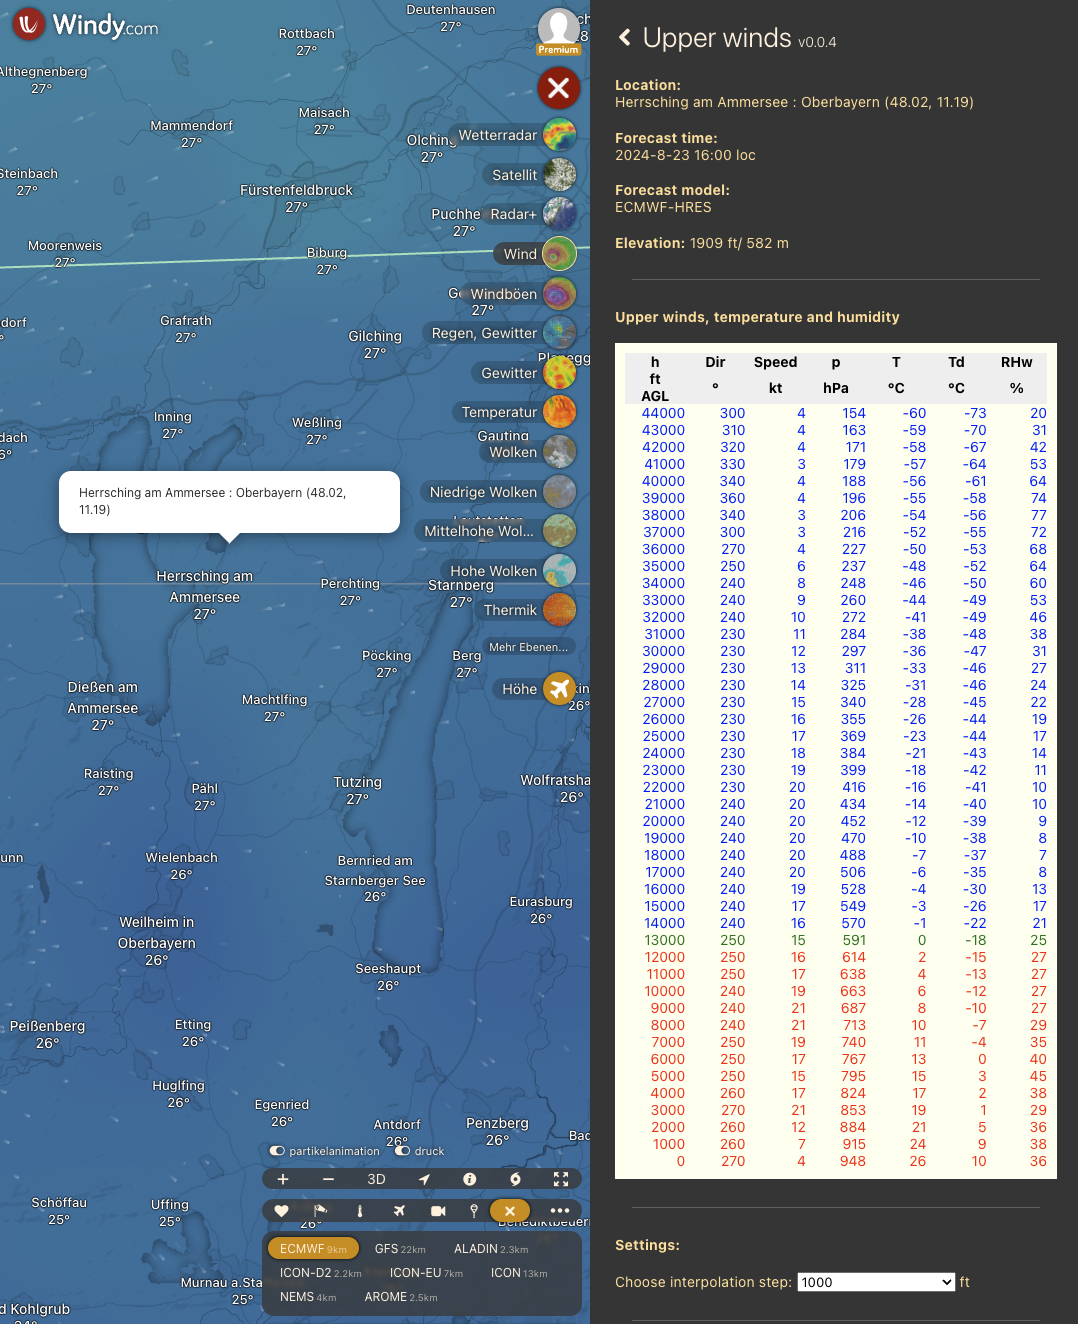 Windy.com
Deutenhausen
27°
Rottbach
27°
Premium
Althegnenberg
27°
Mammendorf
27°
Maisach
27°
Olching
27°
Wetterradar
Steinbach
27°
Satellit
Fürstenfeldbruck
27°
Puchhe
27°
Radar+
Moorenweis
27°
Biburg
27°
Wind
Windböen
27°
dorf
Grafrath
27°
Gilching
27°
Regen, Gewitter
Gewitter
Temperatur
Inning
27°
Weßling
27°
Gauting
Wolken
dach
6°
Herrsching am Ammersee : Oberbayern (48.02,
11.19)
Niedrige Wolken
Mittelhohe Wol...
Hohe Wolken
Herrsching am
Ammersee
27°
Perchting
27°
Starnberg
27°
Thermik
Mehr Ebenen...
Pöcking
27°
Berg
27°
Höhe
26°
Dießen am
Ammersee
27°
Machtlfing
27°
Raisting
27°
Pähl
27°
Tutzing
27°
Wolfratsha
26°
unn
Wielenbach
26°
Bernried am
Starnberger See
26°
Eurasburg
26°
Weilheim in
Oberbayern
26°
Seeshaupt
26°
Peißenberg
26°
Etting
26°
Huglfing
26°
Egenried
26°
Antdorf
26°
Penzberg
26°
Bad
partikelanimation druck
+ − 3D
Schöffau
25°
Uffing
25°
26°
Benediktbeuern
ECMWF 9km GFS 22km ALADIN 2.3km
ICON-D2 2.2km ICON-EU 7km ICON 13km
NEMS 4km AROME 2.5km
Murnau a.Sta
25°
d Kohlgrub
Upper winds v0.0.4
Location:
Herrsching am Ammersee : Oberbayern (48.02, 11.19)
Forecast time:
2024-8-23 16:00 loc
Forecast model:
ECMWF-HRES
Elevation: 1909 ft/ 582 m
Upper winds, temperature and humidity
h Dir Speed p T Td RHw
ft ° kt hPa °C °C %
AGL
44000 300 4 154 -60 -73 20
43000 310 4 163 -59 -70 31
42000 320 4 171 -58 -67 42
41000 330 3 179 -57 -64 53
40000 340 4 188 -56 -61 64
39000 360 4 196 -55 -58 74
38000 340 3 206 -54 -56 77
37000 300 3 216 -52 -55 72
36000 270 4 227 -50 -53 68
35000 250 6 237 -48 -52 64
34000 240 8 248 -46 -50 60
33000 240 9 260 -44 -49 53
32000 240 10 272 -41 -49 46
31000 230 11 284 -38 -48 38
30000 230 12 297 -36 -47 31
29000 230 13 311 -33 -46 27
28000 230 14 325 -31 -46 24
27000 230 15 340 -28 -45 22
26000 230 16 355 -26 -44 19
25000 230 17 369 -23 -44 17
24000 230 18 384 -21 -43 14
23000 230 19 399 -18 -42 11
22000 230 20 416 -16 -41 10
21000 240 20 434 -14 -40 10
20000 240 20 452 -12 -39 9
19000 240 20 470 -10 -38 8
18000 240 20 488 -7 -37 7
17000 240 20 506 -6 -35 8
16000 240 19 528 -4 -30 13
15000 240 17 549 -3 -26 17
14000 240 16 570 -1 -22 21
13000 250 15 591 0 -18 25
12000 250 16 614 2 -15 27
11000 250 17 638 4 -13 27
10000 240 19 663 6 -12 27
9000 240 21 687 8 -10 27
8000 240 21 713 10 -7 29
7000 250 19 740 11 -4 35
6000 250 17 767 13 0 40
5000 250 15 795 15 3 45
4000 260 17 824 17 2 38
3000 270 21 853 19 1 29
2000 260 12 884 21 5 36
1000 260 7 915 24 9 38
0 270 4 948 26 10 36
Settings:
Choose interpolation step: 1000 ft